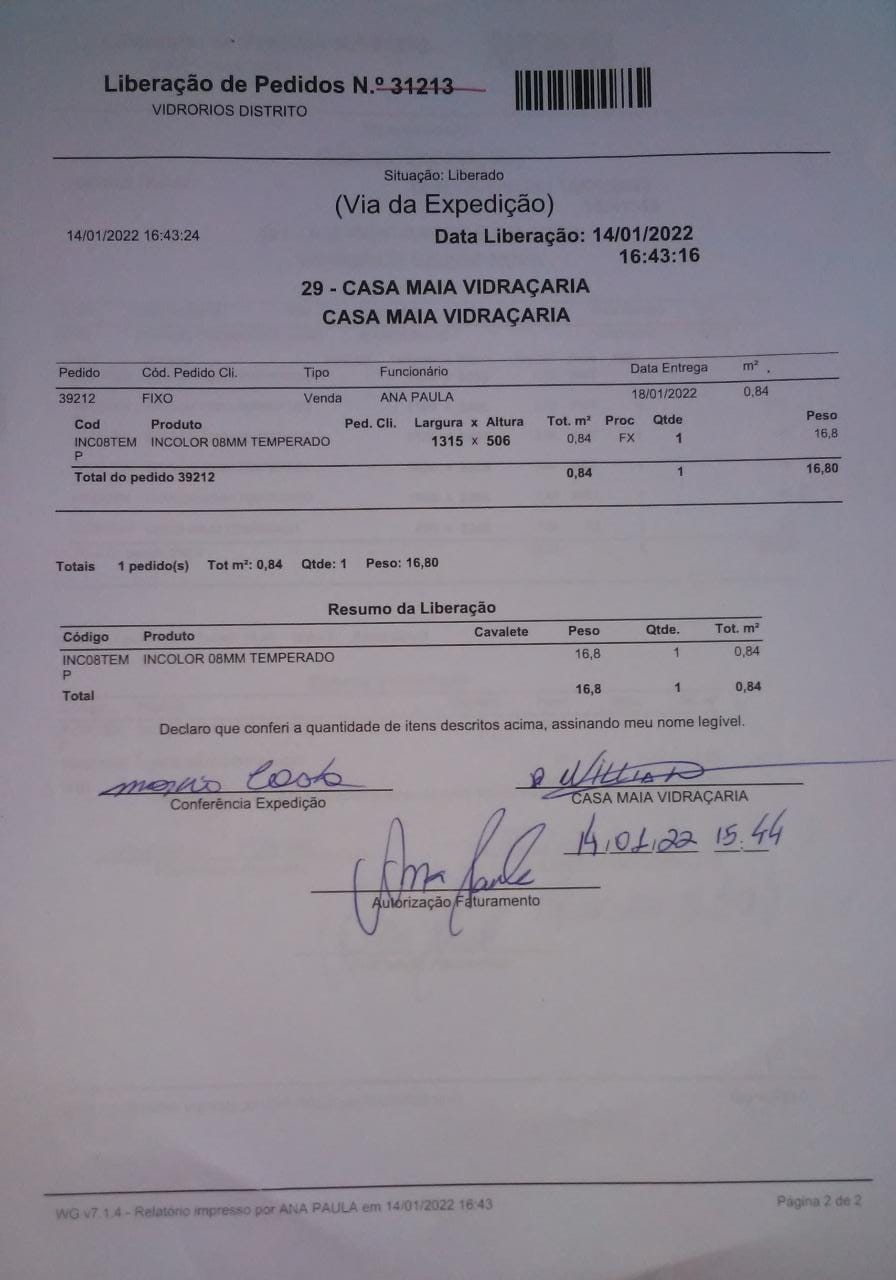 Liberação de Pedidos N.º 31213
VIDRORIOS DISTRITO
Situação: Liberado
(Via da Expedição)
14/01/2022 16:43:24
Data Liberação: 14/01/2022
16:43:16
29 - CASA MAIA VIDRAÇARIA
CASA MAIA VIDRAÇARIA
Pedido Cód. Pedido Cli. Tipo Funcionário Data Entrega m²
39212 FIXO Venda ANA PAULA 18/01/2022 0,84
Cod Produto Ped. Cli. Largura x Altura Tot. m² Proc Qtde Peso
INC08TEM INCOLOR 08MM TEMPERADO 1315 x 506 0,84 FX 1 16,8
P
Total do pedido 39212 0,84 1 16,80
Totais 1 pedido(s) Tot m²: 0,84 Qtde: 1 Peso: 16,80
Resumo da Liberação
Código Produto Cavalete Peso Qtde. Tot. m²
INC08TEM INCOLOR 08MM TEMPERADO 16,8 1 0,84
P
Total 16,8 1 0,84
Declaro que conferi a quantidade de itens descritos acima, assinando meu nome legível.
Costa
Conferência Expedição CASA MAIA VIDRAÇARIA
14.01.22 15:44
Ana Paula
Autorização Faturamento
WG v7.1.4 - Relatório impresso por ANA PAULA em 14/01/2022 16:43 Página 2 de 2